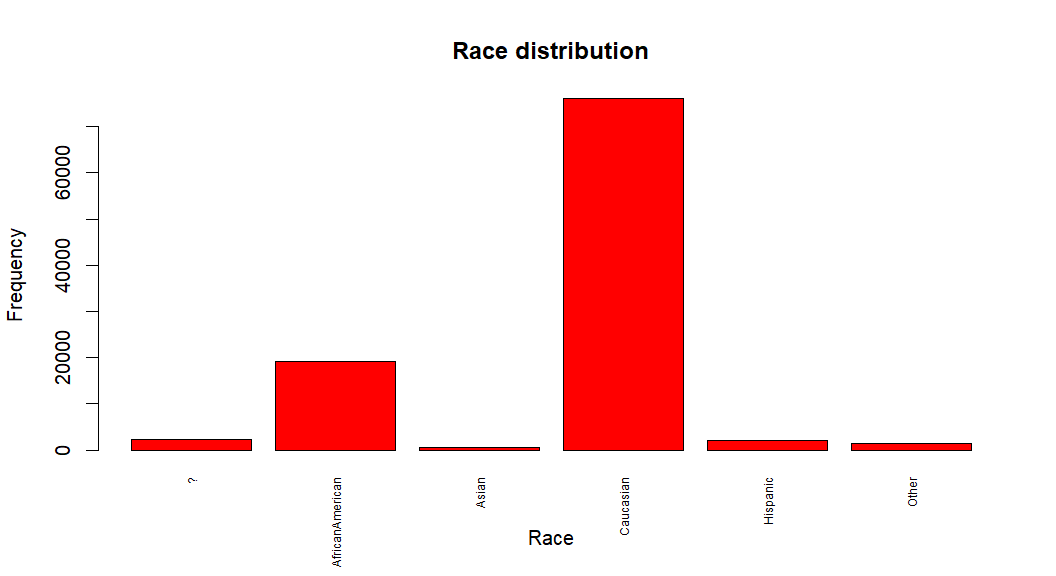 Race distribution
Frequency
60000
40000
20000
0
?
AfricanAmerican
Asian
Caucasian
Hispanic
Other
Race